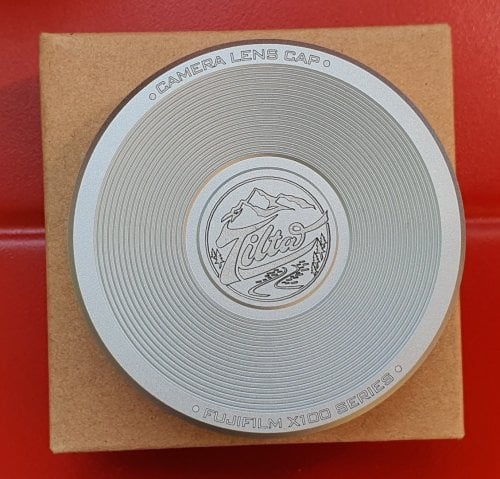 • CAMERA LENS CAP •
Tilta
• FUJIFILM X100 SERIES •